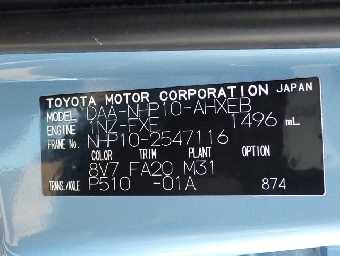 TOYOTA MOTOR CORPORATION JAPAN
MODEL DAA-NHP10-AHXEB
ENGINE 1NZ-FXE 1496 mL
FRAME No. NHP10-2547116
COLOR TRIM PLANT OPTION
8V7 FA20 M31
TRANS./AXLE P510 -01A 874